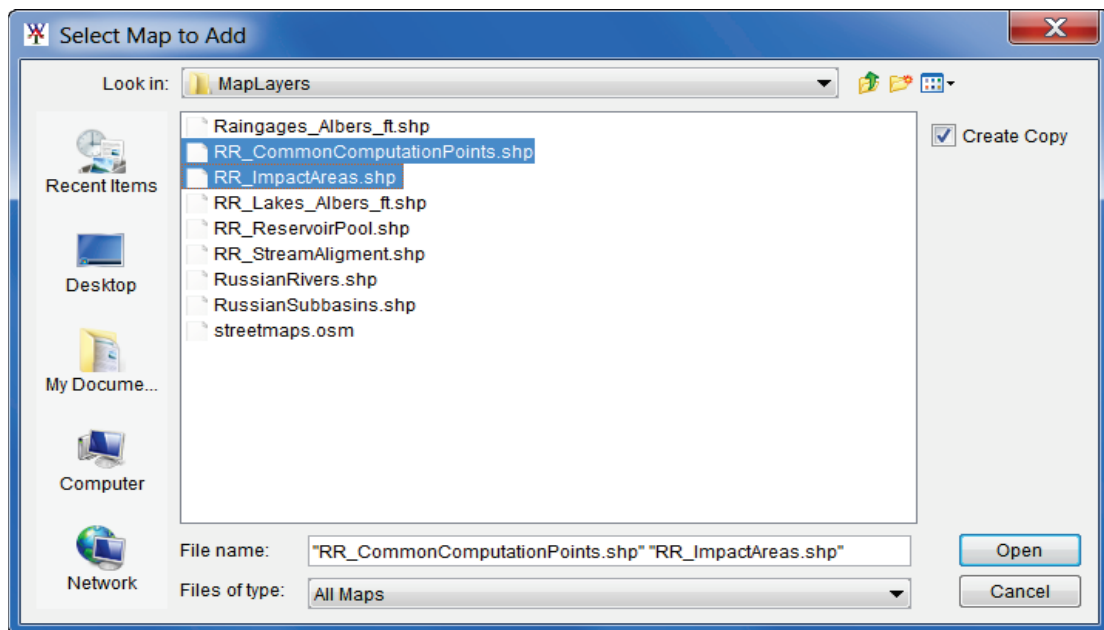 Select Map to Add
Look in:
MapLayers
Raingages_Albers_ft.shp
RR_CommonComputationPoints.shp
RR_ImpactAreas.shp
RR_Lakes_Albers_ft.shp
RR_ReservoirPool.shp
RR_StreamAligment.shp
RussianRivers.shp
RussianSubbasins.shp
streetmaps.osm
Create Copy
Recent Items
Desktop
My Docume...
Computer
Network
File name:
"RR_CommonComputationPoints.shp" "RR_ImpactAreas.shp"
Open
Files of type:
All Maps
Cancel